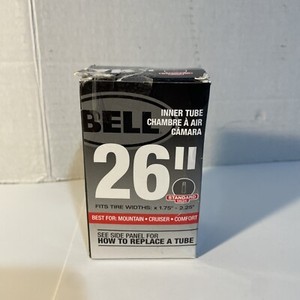 BELL
INNER TUBE
CHAMBRE À AIR
CÁMARA
26"
STANDARD
FITS TIRE WIDTHS: x 1.75" - 2.25"
BEST FOR: MOUNTAIN • CRUISER • COMFORT
SEE SIDE PANEL FOR
HOW TO REPLACE A TUBE